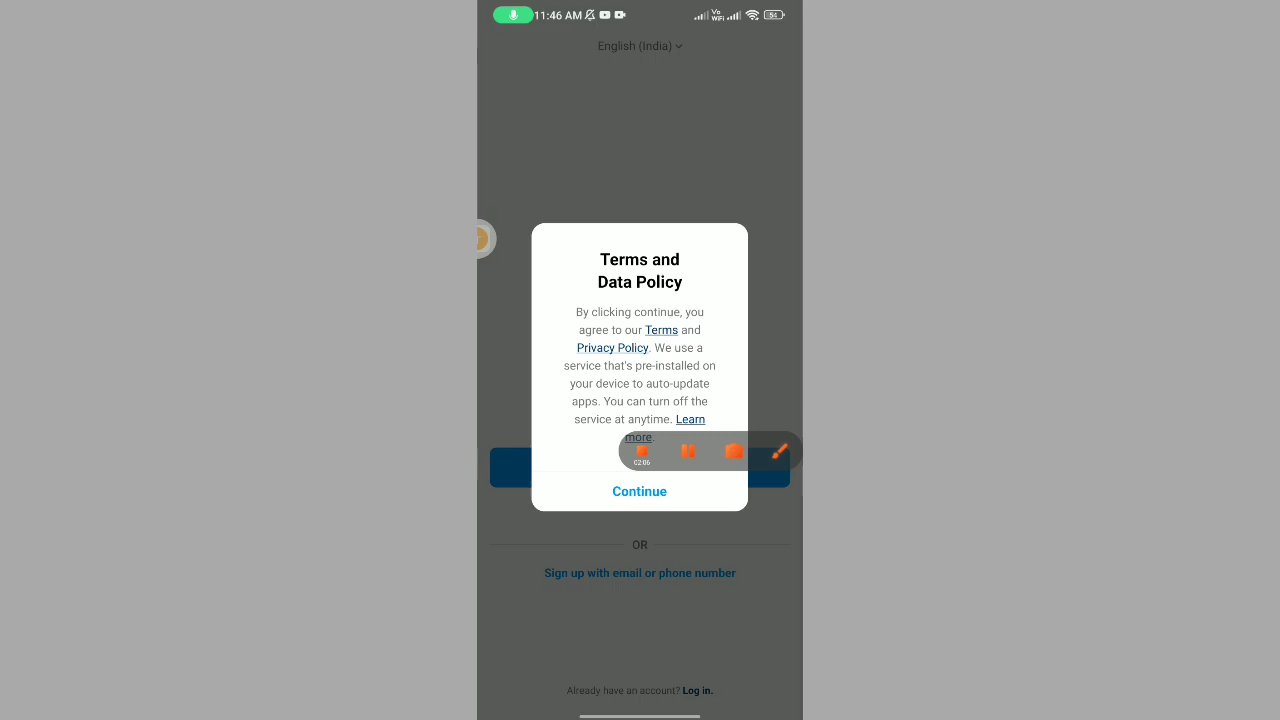 11:46 AM
Vo
WiFi
54
English (India)
Terms and
Data Policy
By clicking continue, you
agree to our Terms and
Privacy Policy. We use a
service that's pre-installed on
your device to auto-update
apps. You can turn off the
service at anytime. Learn
more.
02:06
Continue
OR
Sign up with email or phone number
Already have an account? Log in.